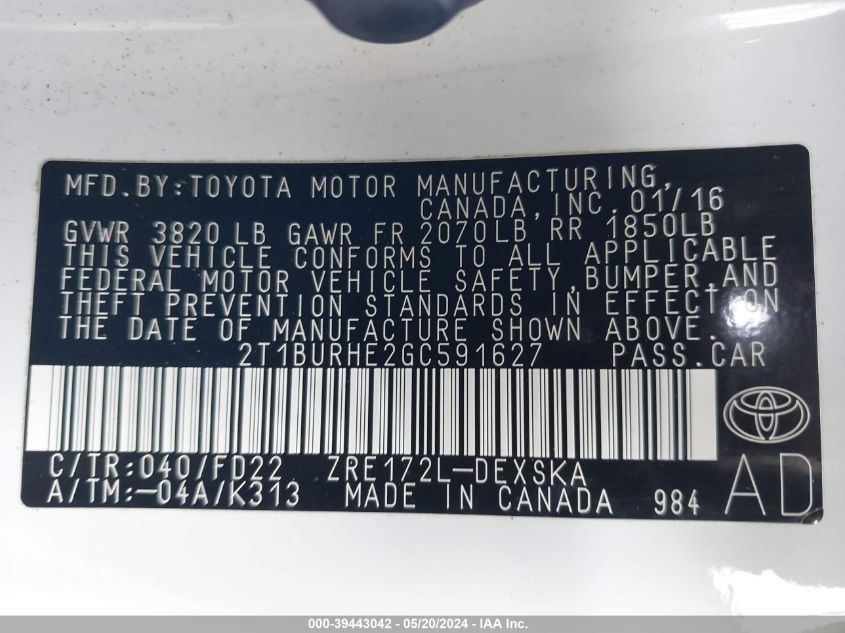 MFD.BY:TOYOTA MOTOR MANUFACTURING,
CANADA,INC. 01/16
GVWR 3820 LB GAWR FR 2070LB RR 1850LB
THIS VEHICLE CONFORMS TO ALL APPLICABLE
FEDERAL MOTOR VEHICLE SAFETY,BUMPER,AND
THEFT PREVENTION STANDARDS IN EFFECT ON
THE DATE OF MANUFACTURE SHOWN ABOVE.
2T1BURHE2GC591627 PASS.CAR
C/TR:040/FD22 ZRE172L-DEXSKA
A/TM:-04A/K313 MADE IN CANADA 984 AD
000-39443042 / 05/20/2024 - IAA Inc.